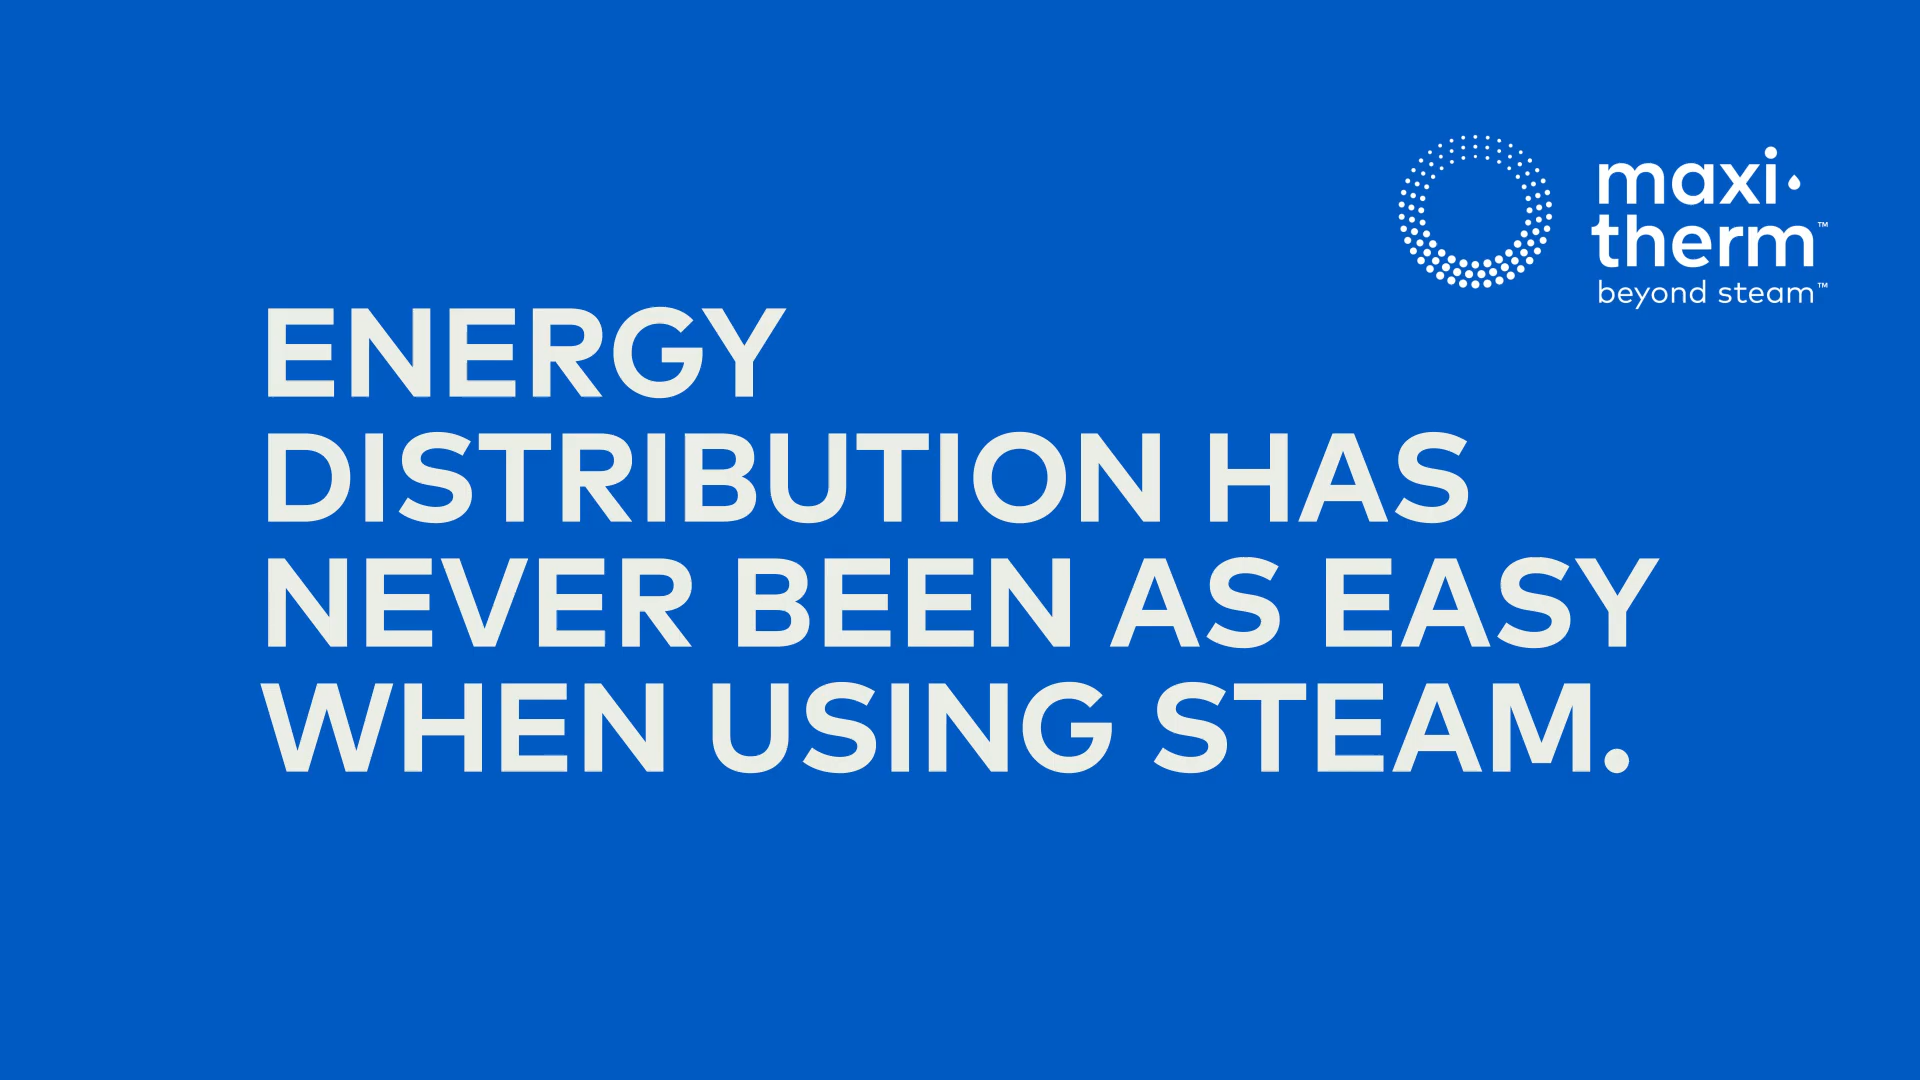 maxi
therm™
beyond steam™
ENERGY
DISTRIBUTION HAS
NEVER BEEN AS EASY
WHEN USING STEAM.